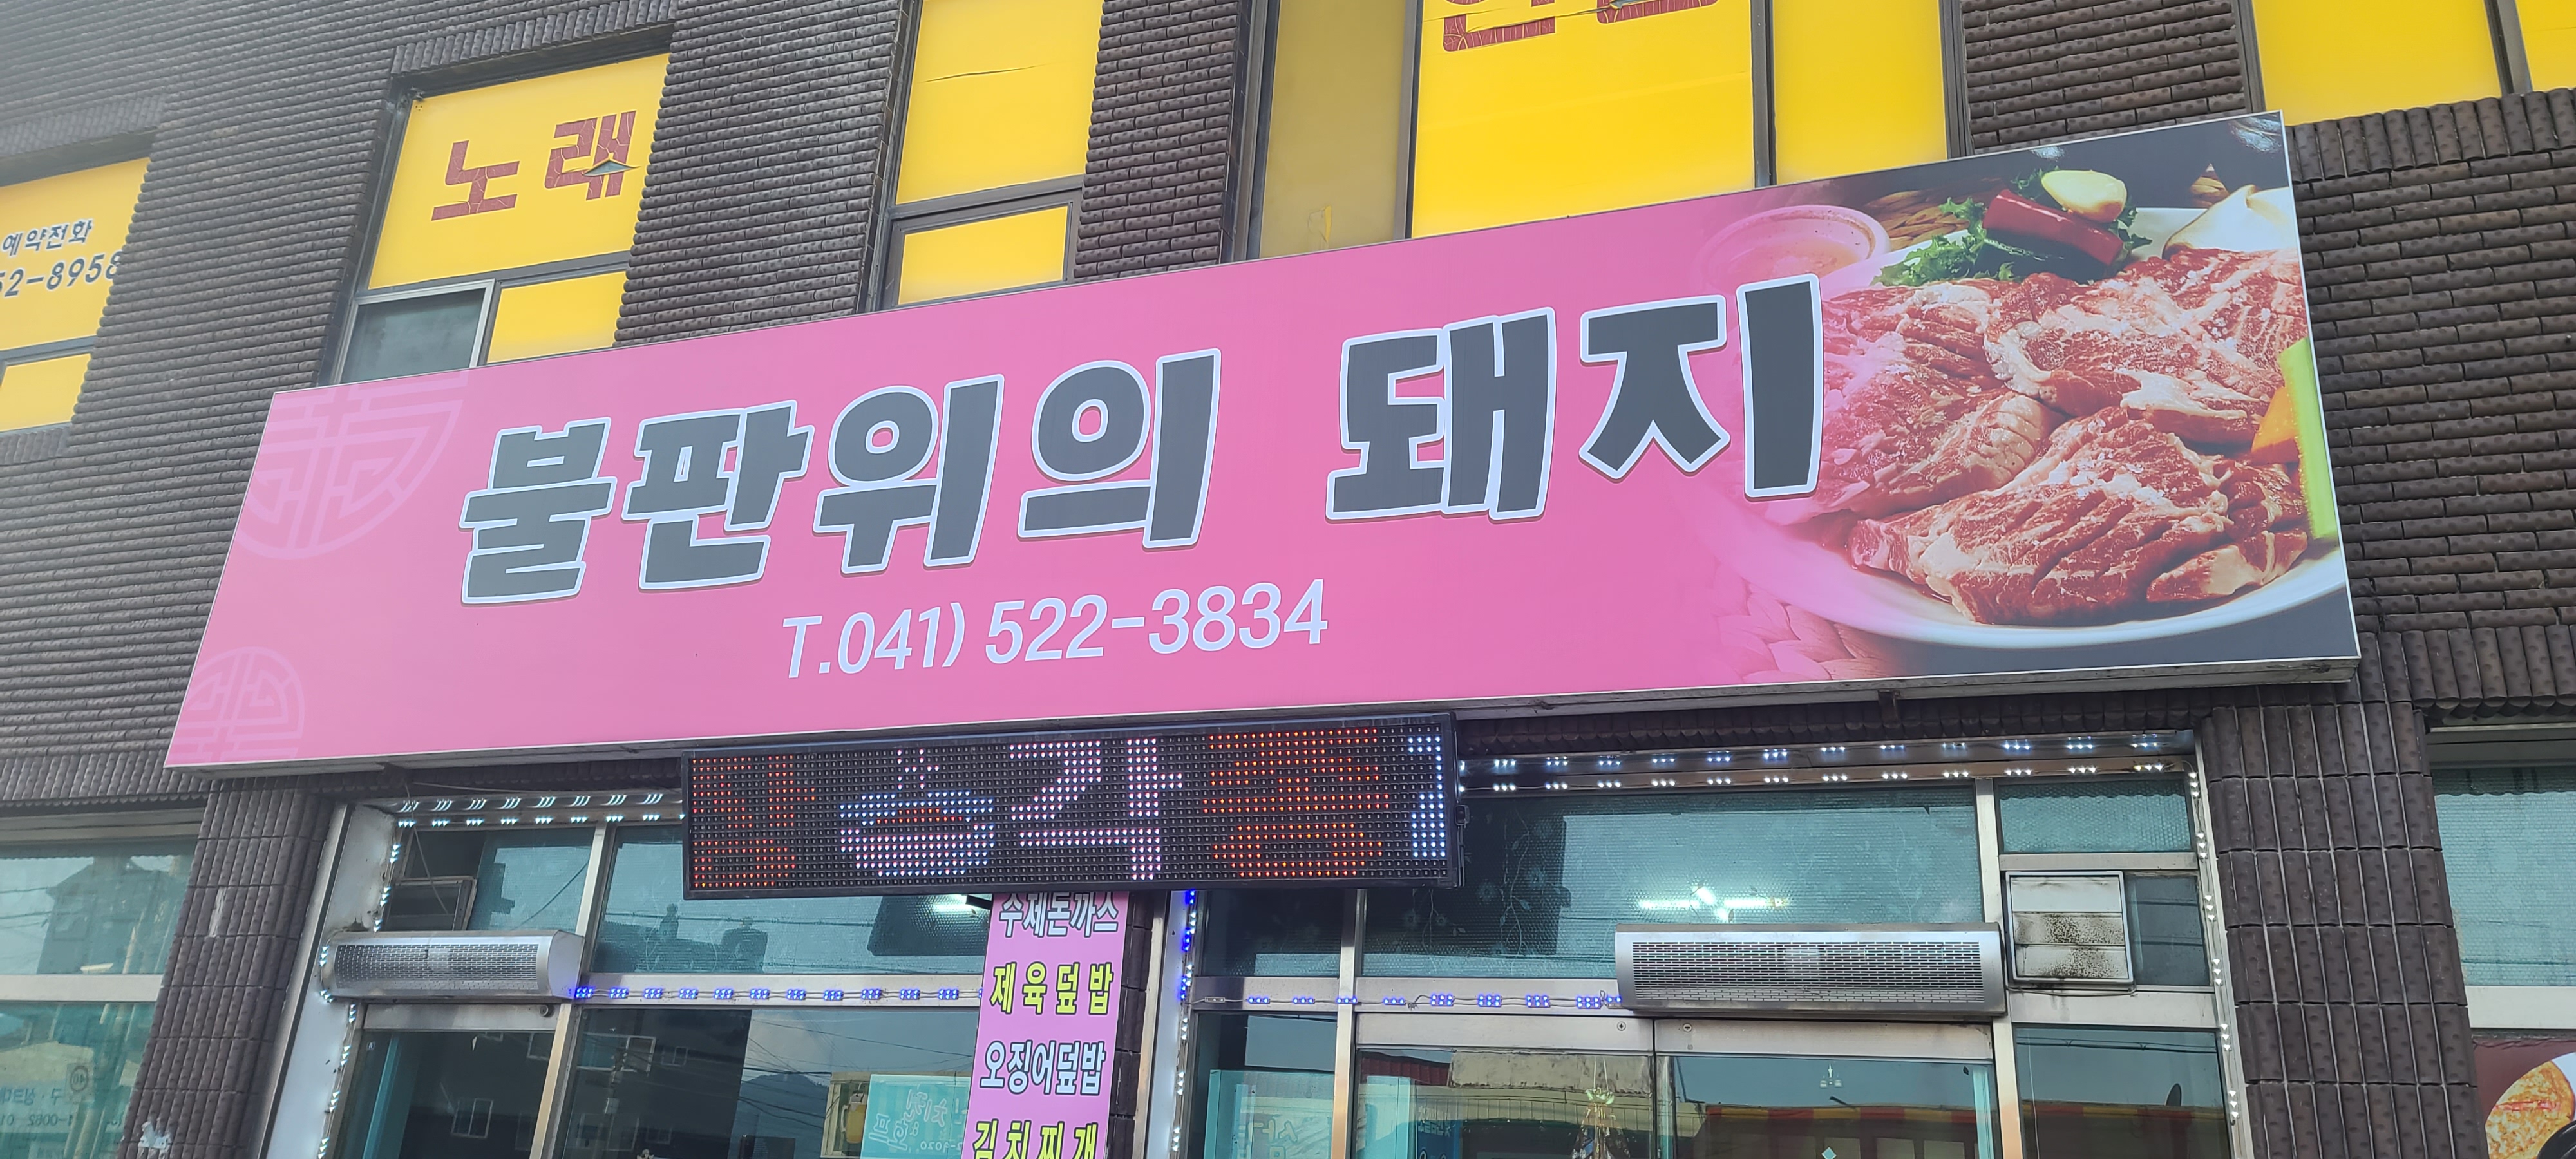 노래
예약전화
52-8958
불판위의 돼지
T.041) 522-3834
수제돈까스
제육덮밥
오징어덮밥
김치찌개